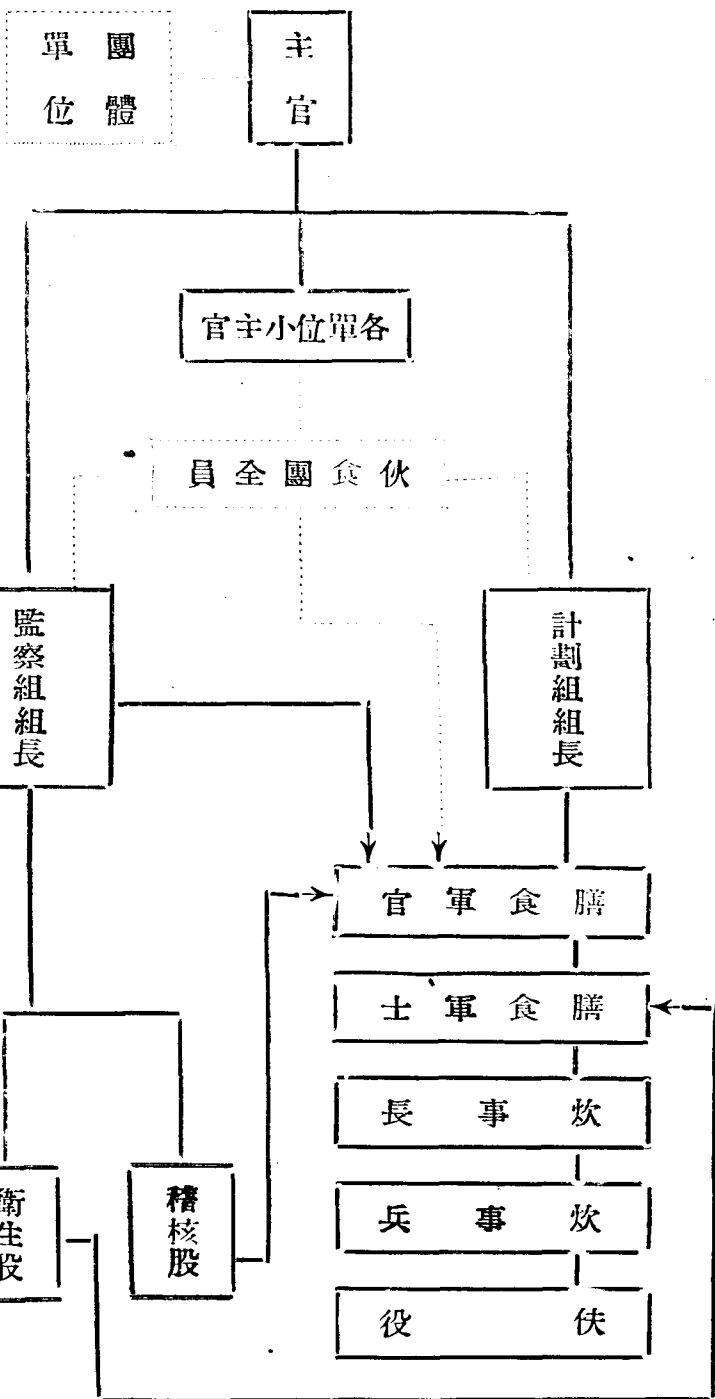 團體
單位
主官
各單位小主官
伙食團全員
計劃組組長
監察組組長
膳食軍官
膳食軍士
炊事長
炊事兵
伕役
稽核股
衛生股